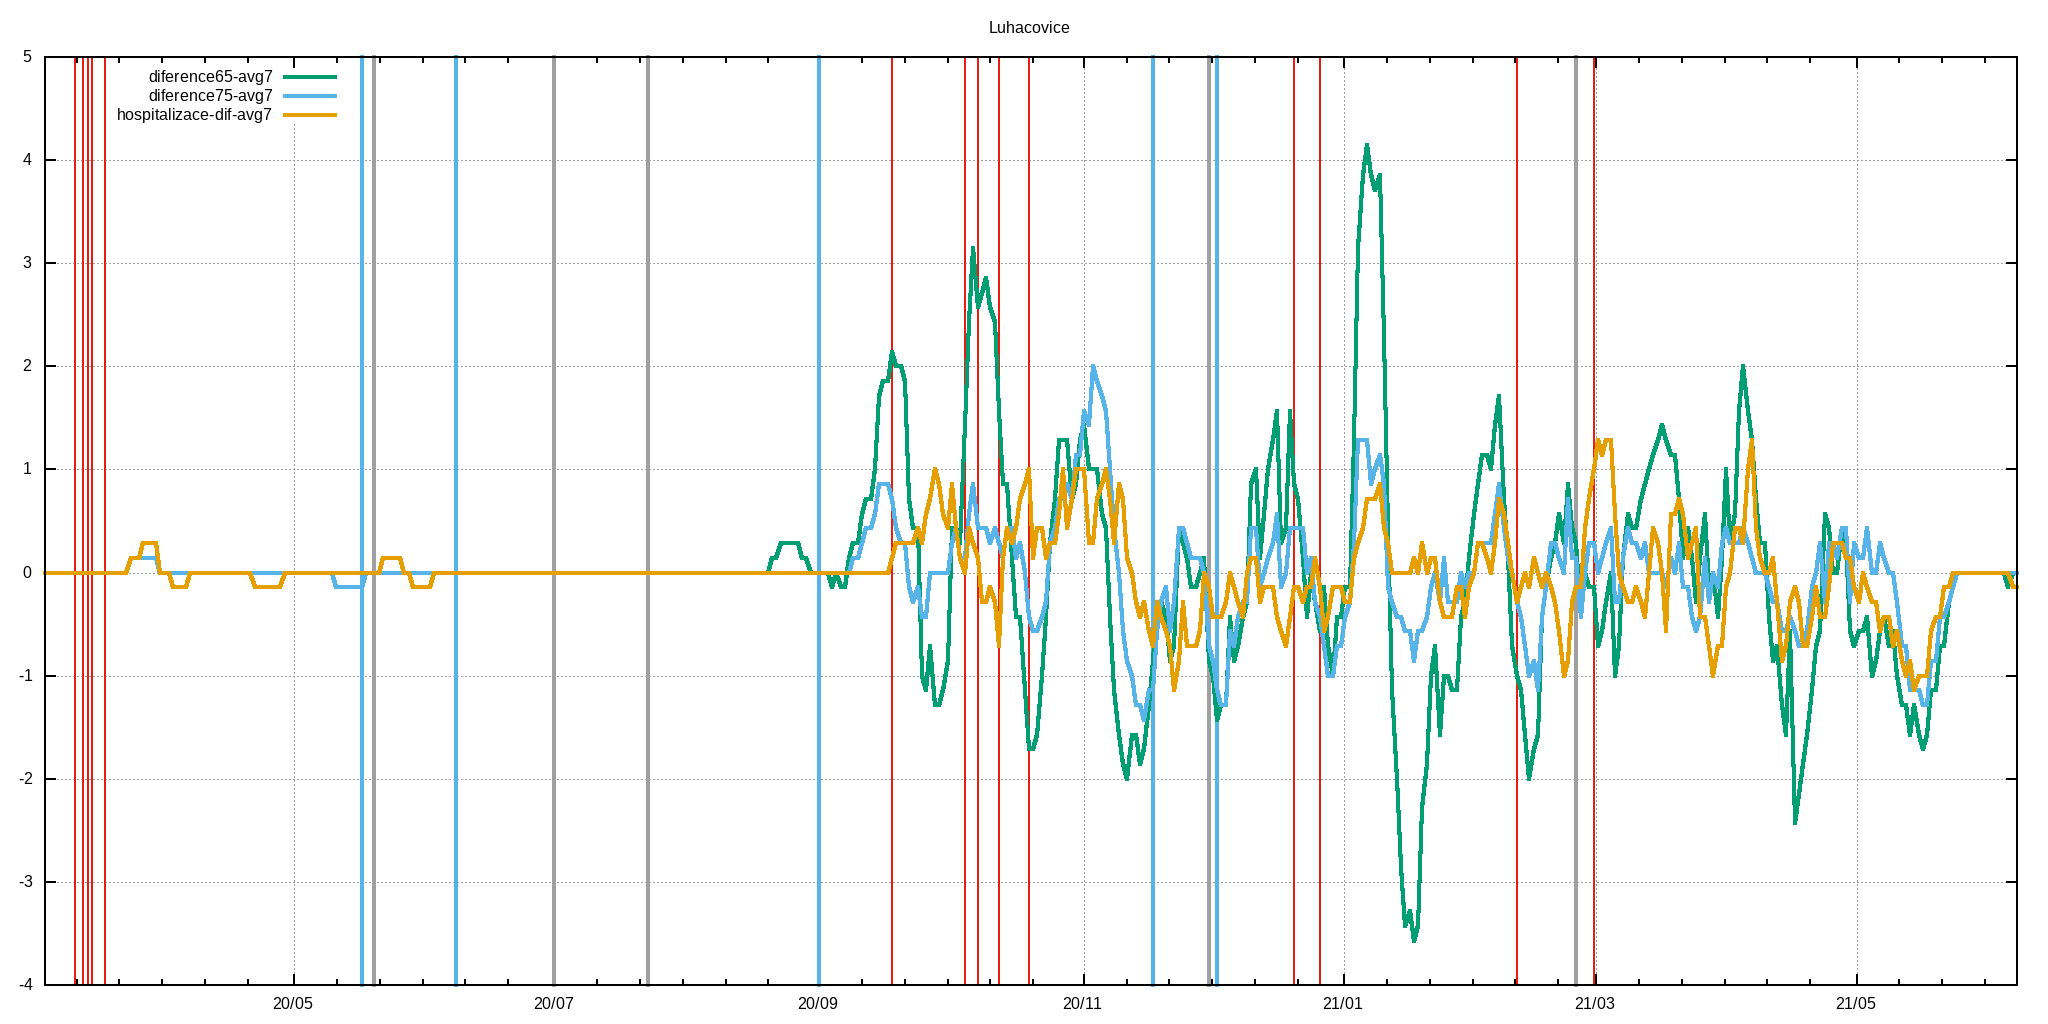 Luhacovice
5
diference65-avg7
diference75-avg7
hospitalizace-dif-avg7
4
3
2
1
0
-1
-2
-3
-4
20/05 20/07 20/09 20/11 21/01 21/03 21/05